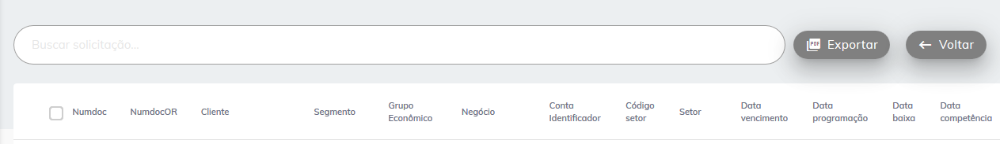 Buscar solicitação...
PDF Exportar
Voltar
Numdoc NumdocOR Cliente Segmento Grupo Econômico Negócio Conta Identificador Código setor Setor Data vencimento Data programação Data baixa Data competência